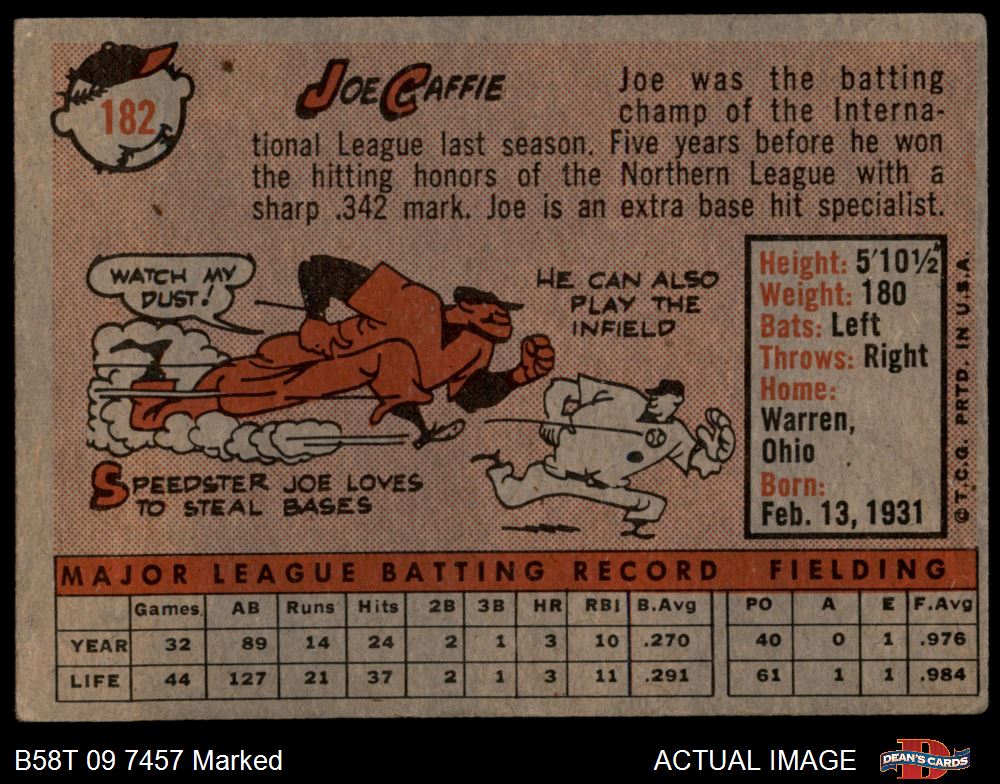 182
JOE CAFFIE
Joe was the batting
champ of the Interna-
tional League last season. Five years before he won
the hitting honors of the Northern League with a
sharp .342 mark. Joe is an extra base hit specialist.
WATCH MY
DUST!
HE CAN ALSO
PLAY THE
INFIELD
SPEEDSTER JOE LOVES
TO STEAL BASES
Height: 5'10½"
Weight: 180
Bats: Left
Throws: Right
Home:
Warren,
Ohio
Born:
Feb. 13, 1931
© T.C.G. PRTD. IN U.S.A.
MAJOR LEAGUE BATTING RECORD FIELDING
Games AB Runs Hits 2B 3B HR RBI B.Avg PO A E F.Avg
YEAR 32 89 14 24 2 1 3 10 .270 40 0 1 .976
LIFE 44 127 21 37 2 1 3 11 .291 61 1 1 .984
B58T 09 7457 Marked ACTUAL IMAGE
D
DEAN'S CARDS